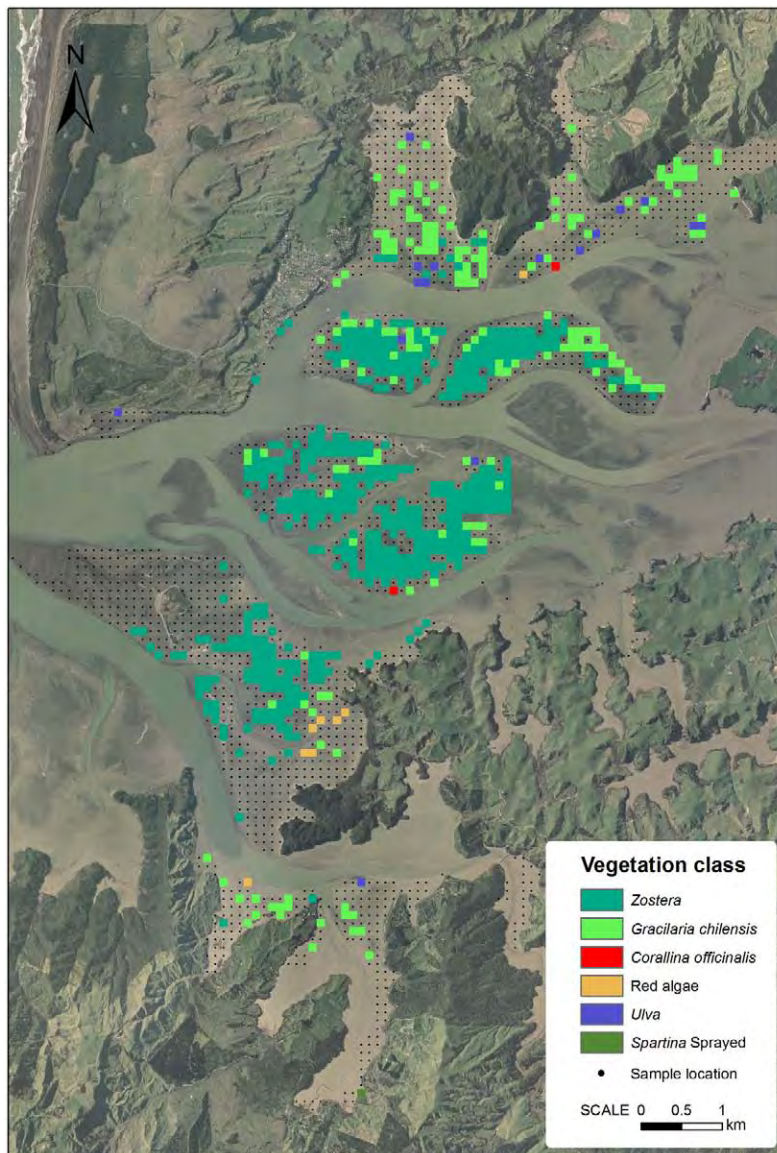 N
Vegetation class
Zostera
Gracilaria chilensis
Corallina officinalis
Red algae
Ulva
Spartina Sprayed
Sample location
SCALE 0 0.5 1
km